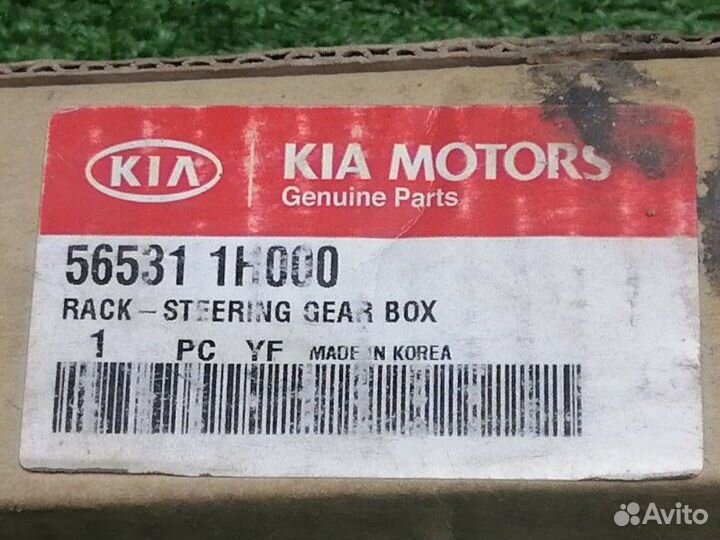 KIA
KIA MOTORS
Genuine Parts
56531 1H000
RACK - STEERING GEAR BOX
1 PC YF MADE IN KOREA
Avito